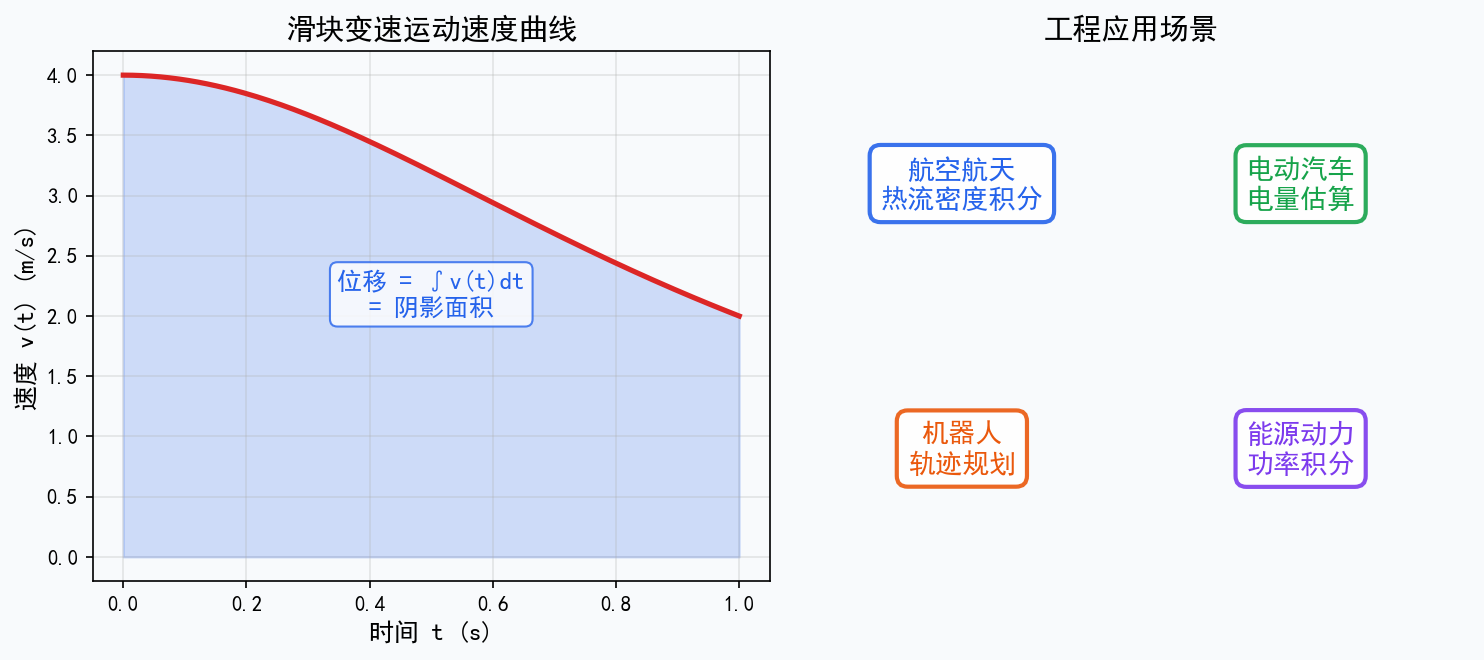 滑块变速运动速度曲线
速度 v(t) (m/s)
4.0
3.5
3.0
2.5
2.0
1.5
1.0
0.5
0.0
位移 = ∫v(t)dt
= 阴影面积
0.0 0.2 0.4 0.6 0.8 1.0
时间 t (s)
工程应用场景
航空航天
热流密度积分
电动汽车
电量估算
机器人
轨迹规划
能源动力
功率积分